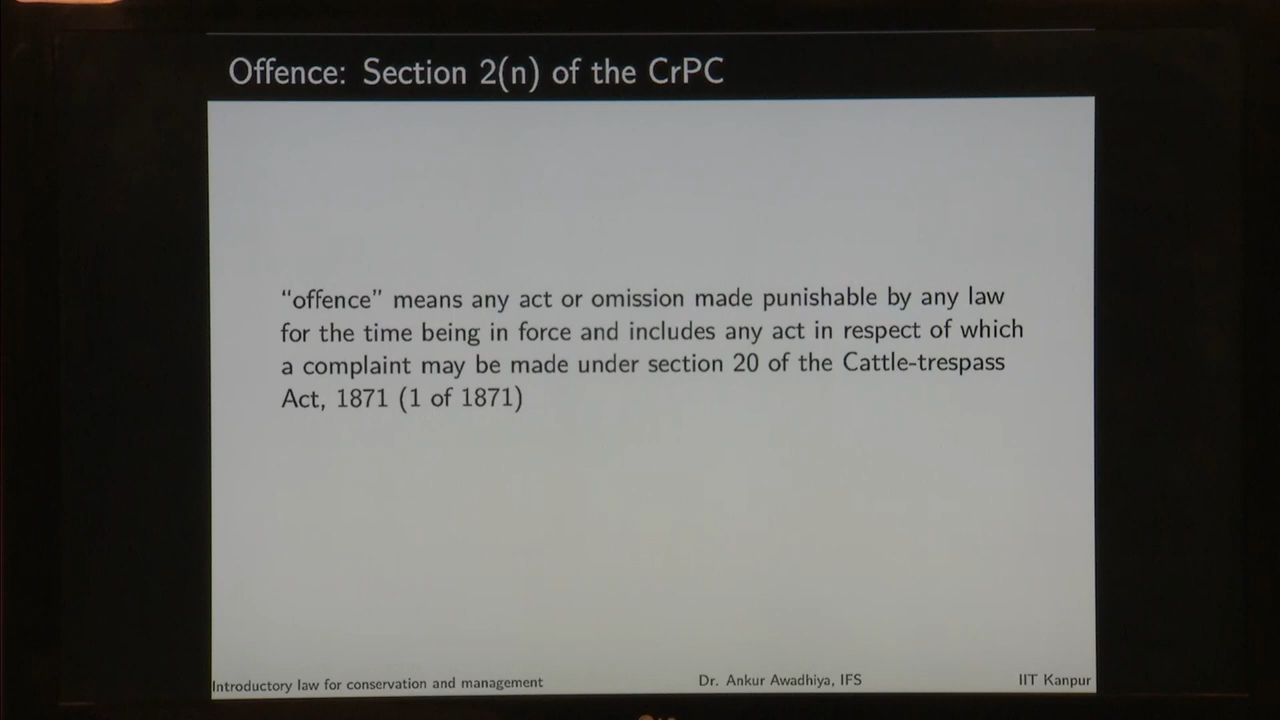 Offence: Section 2(n) of the CrPC
“offence” means any act or omission made punishable by any law
for the time being in force and includes any act in respect of which
a complaint may be made under section 20 of the Cattle-trespass
Act, 1871 (1 of 1871)
Introductory law for conservation and management Dr. Ankur Awadhiya, IFS IIT Kanpur